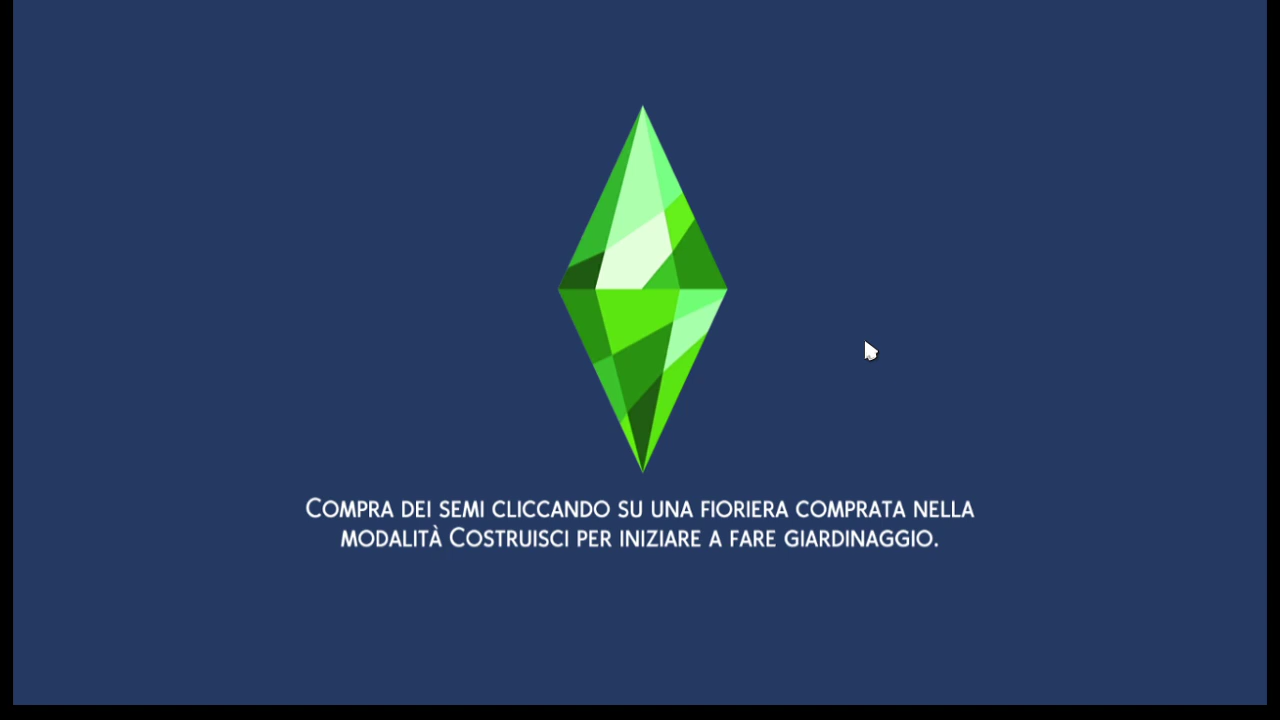 Compra dei semi cliccando su una fioriera comprata nella
modalità Costruisci per iniziare a fare giardinaggio.